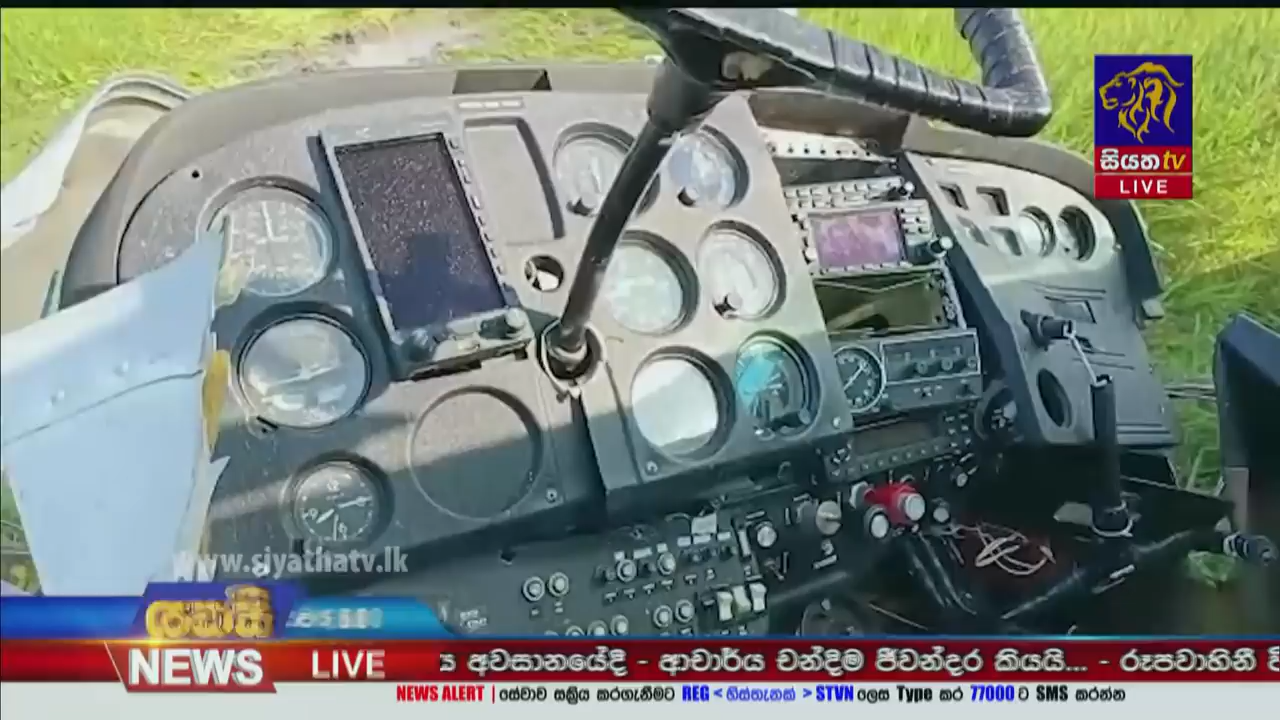 සියත tv
LIVE
www.siyathatv.lk
NEWS LIVE ය අවසානයේදි - ආචාර්ය චන්දිම ජීවන්දර කියයි... - රූපවාහිනී
NEWS ALERT | සේවාව සක්‍රීය කරගැනීමට REG < හිස්තැනක් > STVN ලෙස Type කර 77000 ට SMS කරන්න